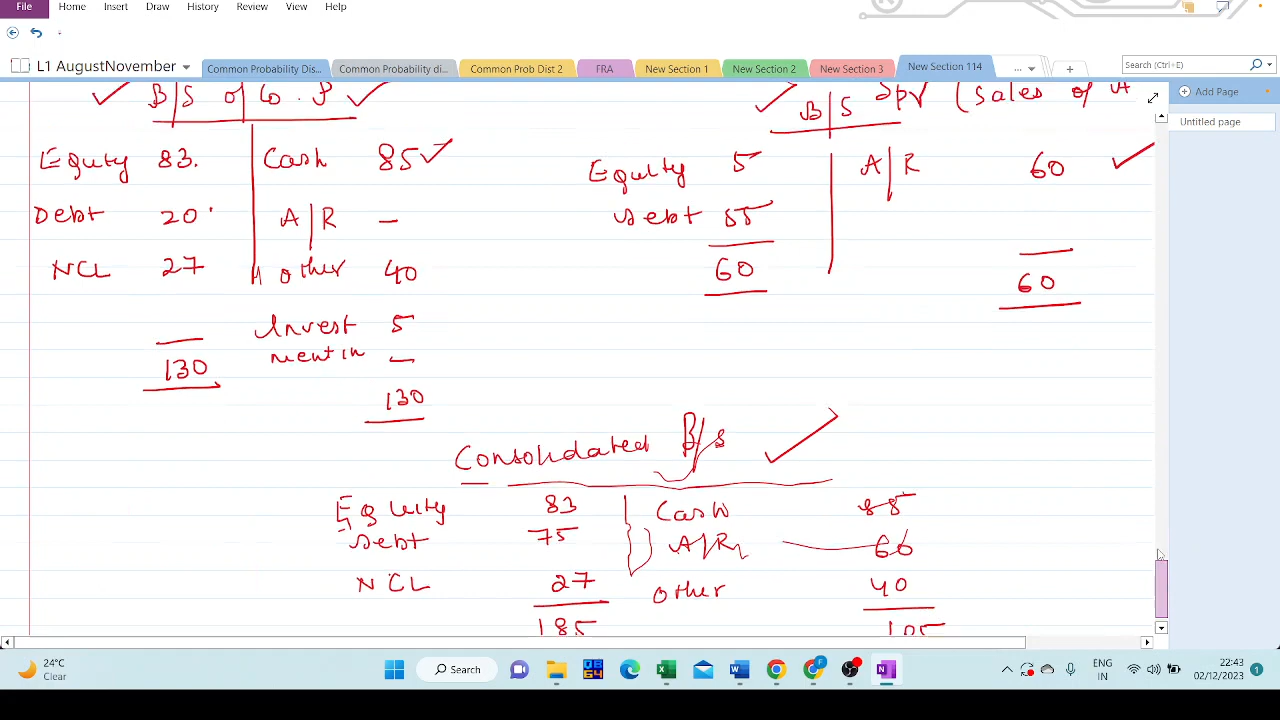 File Home Insert Draw History Review View Help
L1 AugustNovember
Common Probability Dis... Common Probability di... Common Prob Dist 2 FRA New Section 1 New Section 2 New Section 3 New Section 114 ... Search (Ctrl+E)
Add Page
Untitled page
B/S of Co. P
B/S Spv (Sales of A
Equity 83. Cash 85
Debt 20 A/R –
NCL 27 other 40
Invest 5
ment in –
130
130
Equity 5 A/R 60
Debt 55
60 60
Consolidated B/s
Equity 83 Cash 85
Debt 75 A/R 60
NCL 27 other 40
185
24°C
Clear
Search
ENG
IN
22:43
02/12/2023
1